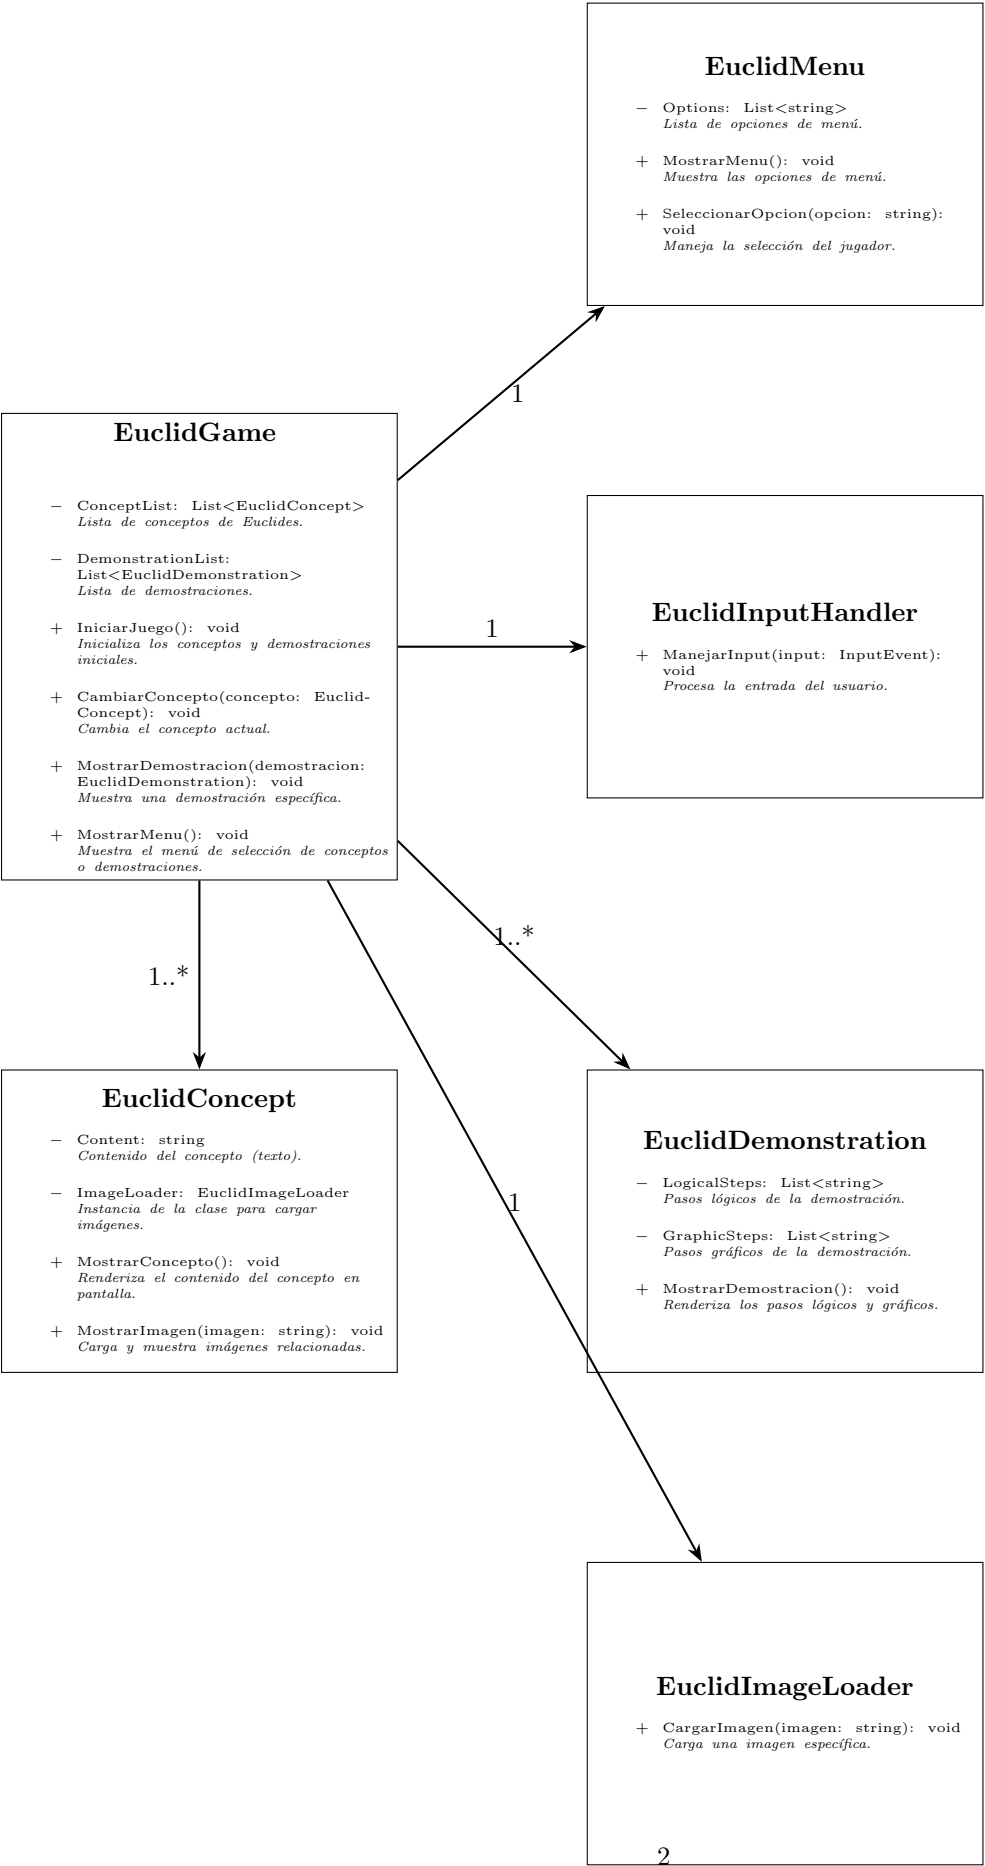 EuclidMenu
− Options: List<string>
Lista de opciones de menú.
+ MostrarMenu(): void
Muestra las opciones de menú.
+ SeleccionarOpcion(opcion: string):
void
Maneja la selección del jugador.
1
EuclidGame
− ConceptList: List<EuclidConcept>
Lista de conceptos de Euclides.
− DemonstrationList:
List<EuclidDemonstration>
Lista de demostraciones.
+ IniciarJuego(): void
Inicializa los conceptos y demostraciones
iniciales.
+ CambiarConcepto(concepto: Euclid-
Concept): void
Cambia el concepto actual.
+ MostrarDemostracion(demostracion:
EuclidDemonstration): void
Muestra una demostración específica.
+ MostrarMenu(): void
Muestra el menú de selección de conceptos
o demostraciones.
1
EuclidInputHandler
+ ManejarInput(input: InputEvent):
void
Procesa la entrada del usuario.
1..*
1..*
EuclidConcept
− Content: string
Contenido del concepto (texto).
− ImageLoader: EuclidImageLoader
Instancia de la clase para cargar
imágenes.
+ MostrarConcepto(): void
Renderiza el contenido del concepto en
pantalla.
+ MostrarImagen(imagen: string): void
Carga y muestra imágenes relacionadas.
1
EuclidDemonstration
− LogicalSteps: List<string>
Pasos lógicos de la demostración.
− GraphicSteps: List<string>
Pasos gráficos de la demostración.
+ MostrarDemostracion(): void
Renderiza los pasos lógicos y gráficos.
EuclidImageLoader
+ CargarImagen(imagen: string): void
Carga una imagen específica.
2